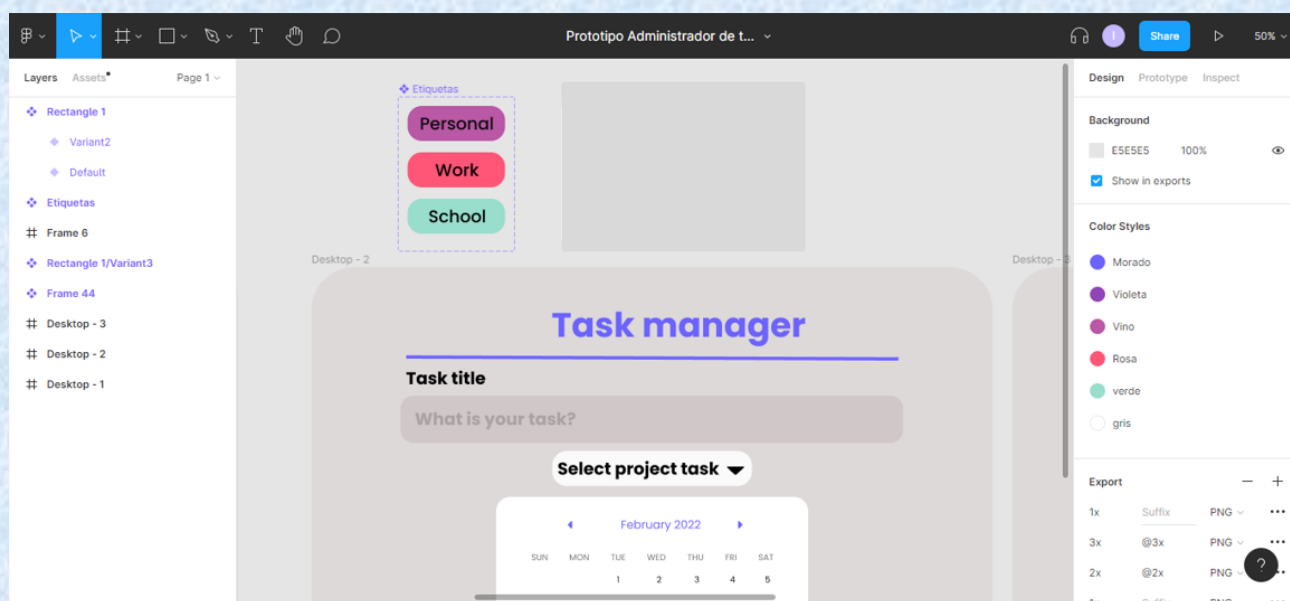 Prototipo Administrador de t...
Share
50%
Layers
Assets
Page 1
Rectangle 1
Variant2
Default
Etiquetas
Frame 6
Rectangle 1/Variant3
Frame 44
Desktop - 3
Desktop - 2
Desktop - 1
Etiquetas
Personal
Work
School
Desktop - 2
Desktop - 3
Task manager
Task title
What is your task?
Select project task
February 2022
SUN MON TUE WED THU FRI SAT
1 2 3 4 5
Design
Prototype
Inspect
Background
E5E5E5 100%
Show in exports
Color Styles
Morado
Violeta
Vino
Rosa
verde
gris
Export
1x Suffix PNG
3x @3x PNG
2x @2x PNG
?